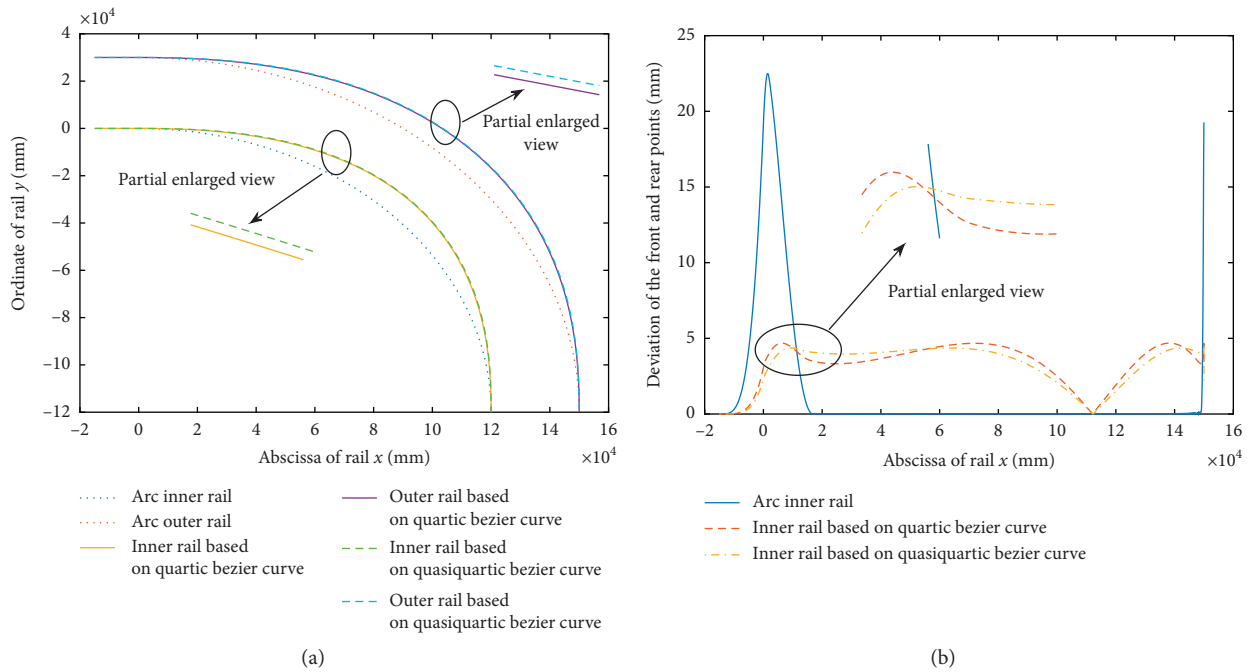 ×10⁴
4
2
0
−2
−4
−6
−8
−10
−12
Ordinate of rail y (mm)
Partial enlarged
view
Partial enlarged view
−2
0
2
4
6
8
10
12
14
16
Abscissa of rail x (mm)
×10⁴
Arc inner rail
Arc outer rail
Inner rail based
on quartic bezier curve
Outer rail based
on quartic bezier curve
Inner rail based
on quasiquartic bezier curve
Outer rail based
on quasiquartic bezier curve
(a)
25
20
15
10
5
0
Deviation of the front and rear points (mm)
Partial enlarged view
−2
0
2
4
6
8
10
12
14
16
Abscissa of rail x (mm)
×10⁴
Arc inner rail
Inner rail based on quartic bezier curve
Inner rail based on quasiquartic bezier curve
(b)